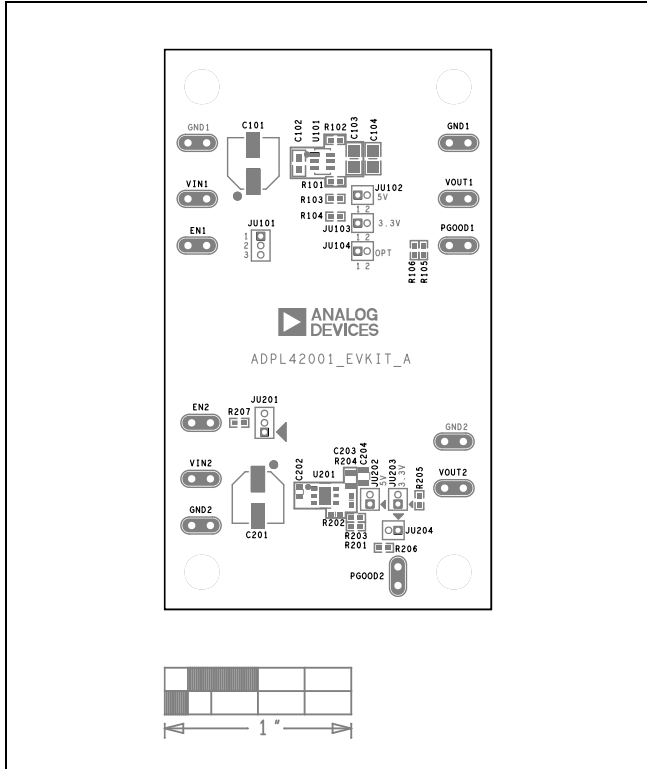 C101
C102
U101
R102
C103
C104
GND1
GND1
VIN1
VOUT1
R101
R103
R104
JU102
5V
1 2
JU103
3.3V
1 2
JU104
OPT
1 2
EN1
JU101
1
2
3
PGOOD1
R106
R105
ANALOG
DEVICES
ADPL42001_EVKIT_A
EN2
R207
JU201
GND2
VIN2
C202
U201
C203
R204
C204
JU202
5V
JU203
3.3V
R205
VOUT2
GND2
C201
R202
R203
R201
JU204
R206
PGOOD2
1 "